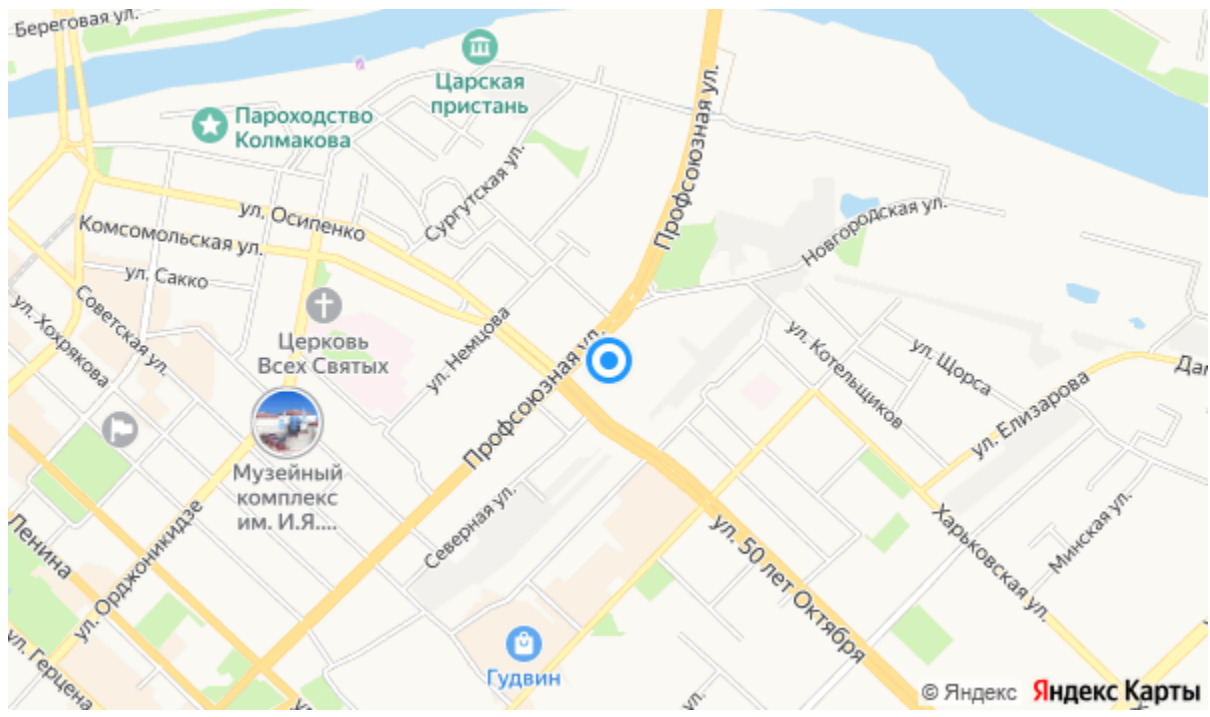 Береговая ул.
Царская
пристань
Пароходство
Колмакова
Профсоюзная ул.
Сургутская ул.
ул. Осипенко
Новгородская ул.
Комсомольская ул.
ул. Сакко
Советская ул.
ул. Хохрякова
Церковь
Всех Святых
ул. Немцова
Профсоюзная ул.
ул. Котельщиков
ул. Щорса
ул. Елизарова
Музейный
комплекс
им. И.Я....
Северная ул.
ул. 50 лет Октября
Харьковская ул.
Минская ул.
Ленина
ул. Орджоникидзе
ул. Герцена
Гудвин
ул.
© Яндекс Яндекс Карты